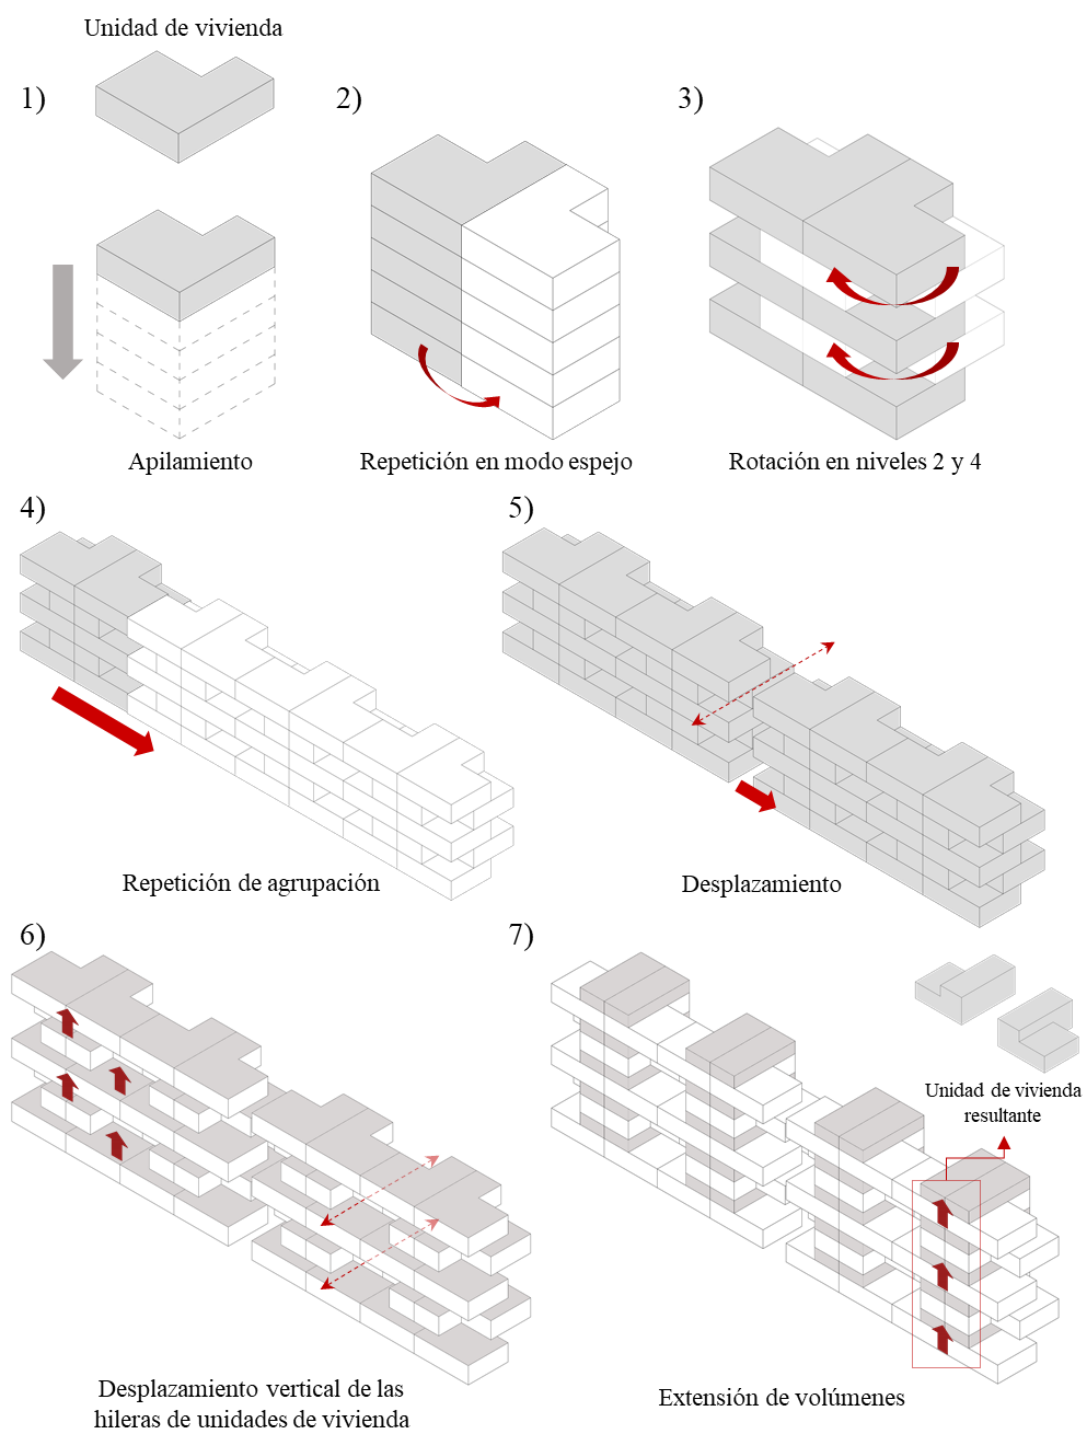 Unidad de vivienda
1)
2)
3)
Apilamiento
Repetición en modo espejo
Rotación en niveles 2 y 4
4)
5)
Repetición de agrupación
Desplazamiento
6)
7)
Unidad de vivienda
resultante
Desplazamiento vertical de las
hileras de unidades de vivienda
Extensión de volúmenes